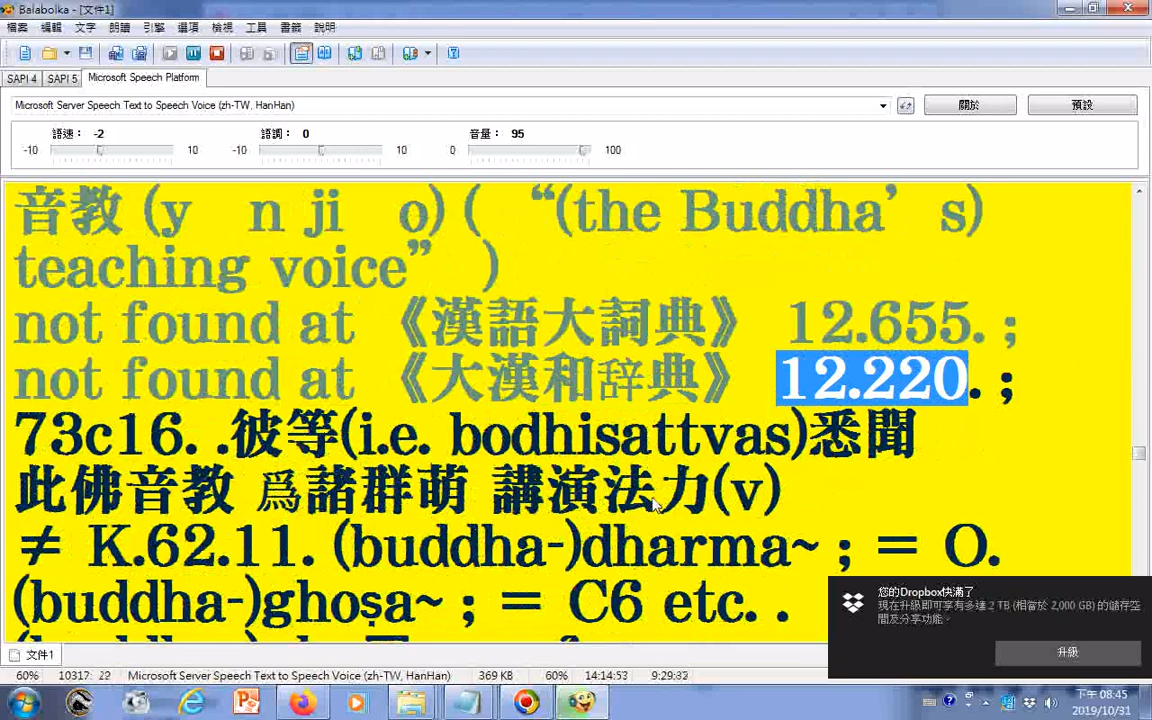 Balabolka - [文件1]
檔案 編輯 文字 朗讀 引擎 選項 檢視 工具 書籤 說明
SAPI 4 SAPI 5 Microsoft Speech Platform
Microsoft Server Speech Text to Speech Voice (zh-TW, HanHan) 關於 預設
語速： -2 語調： 0 音量： 95
-10 10 -10 10 0 100
音教 (y n ji o) ( “(the Buddha’ s)
teaching voice” )
not found at 《漢語大詞典》 12.655. ;
not found at 《大漢和辞典》 12.220. ;
73c16. .彼等(i.e. bodhisattvas)悉聞
此佛音教 爲諸群萌 講演法力(v)
≠ K.62.11. (buddha-)dharma~ ; = O.
(buddha-)ghoṣa~ ; = C6 etc. .
您的Dropbox快滿了
現在升級即可享有多達 2 TB (相當於 2,000 GB) 的儲存空
間及分享功能。
升級
文件1
60% 10317: 22 Microsoft Server Speech Text to Speech Voice (zh-TW, HanHan) 369 KB 60% 14:14:53 9:29:33
下午 08:45
2019/10/31